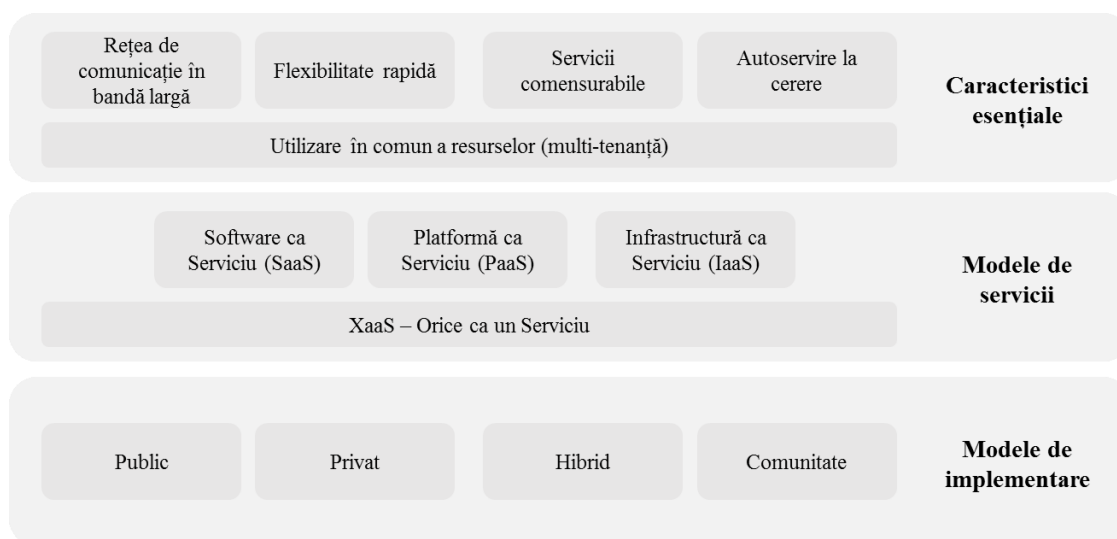 Rețea de
comunicație în
bandă largă
Flexibilitate rapidă
Servicii
comensurabile
Autoservire la
cerere
Caracteristici
esențiale
Utilizare în comun a resurselor (multi-tenanță)
Software ca
Serviciu (SaaS)
Platformă ca
Serviciu (PaaS)
Infrastructură ca
Serviciu (IaaS)
Modele de
servicii
XaaS – Orice ca un Serviciu
Public
Privat
Hibrid
Comunitate
Modele de
implementare